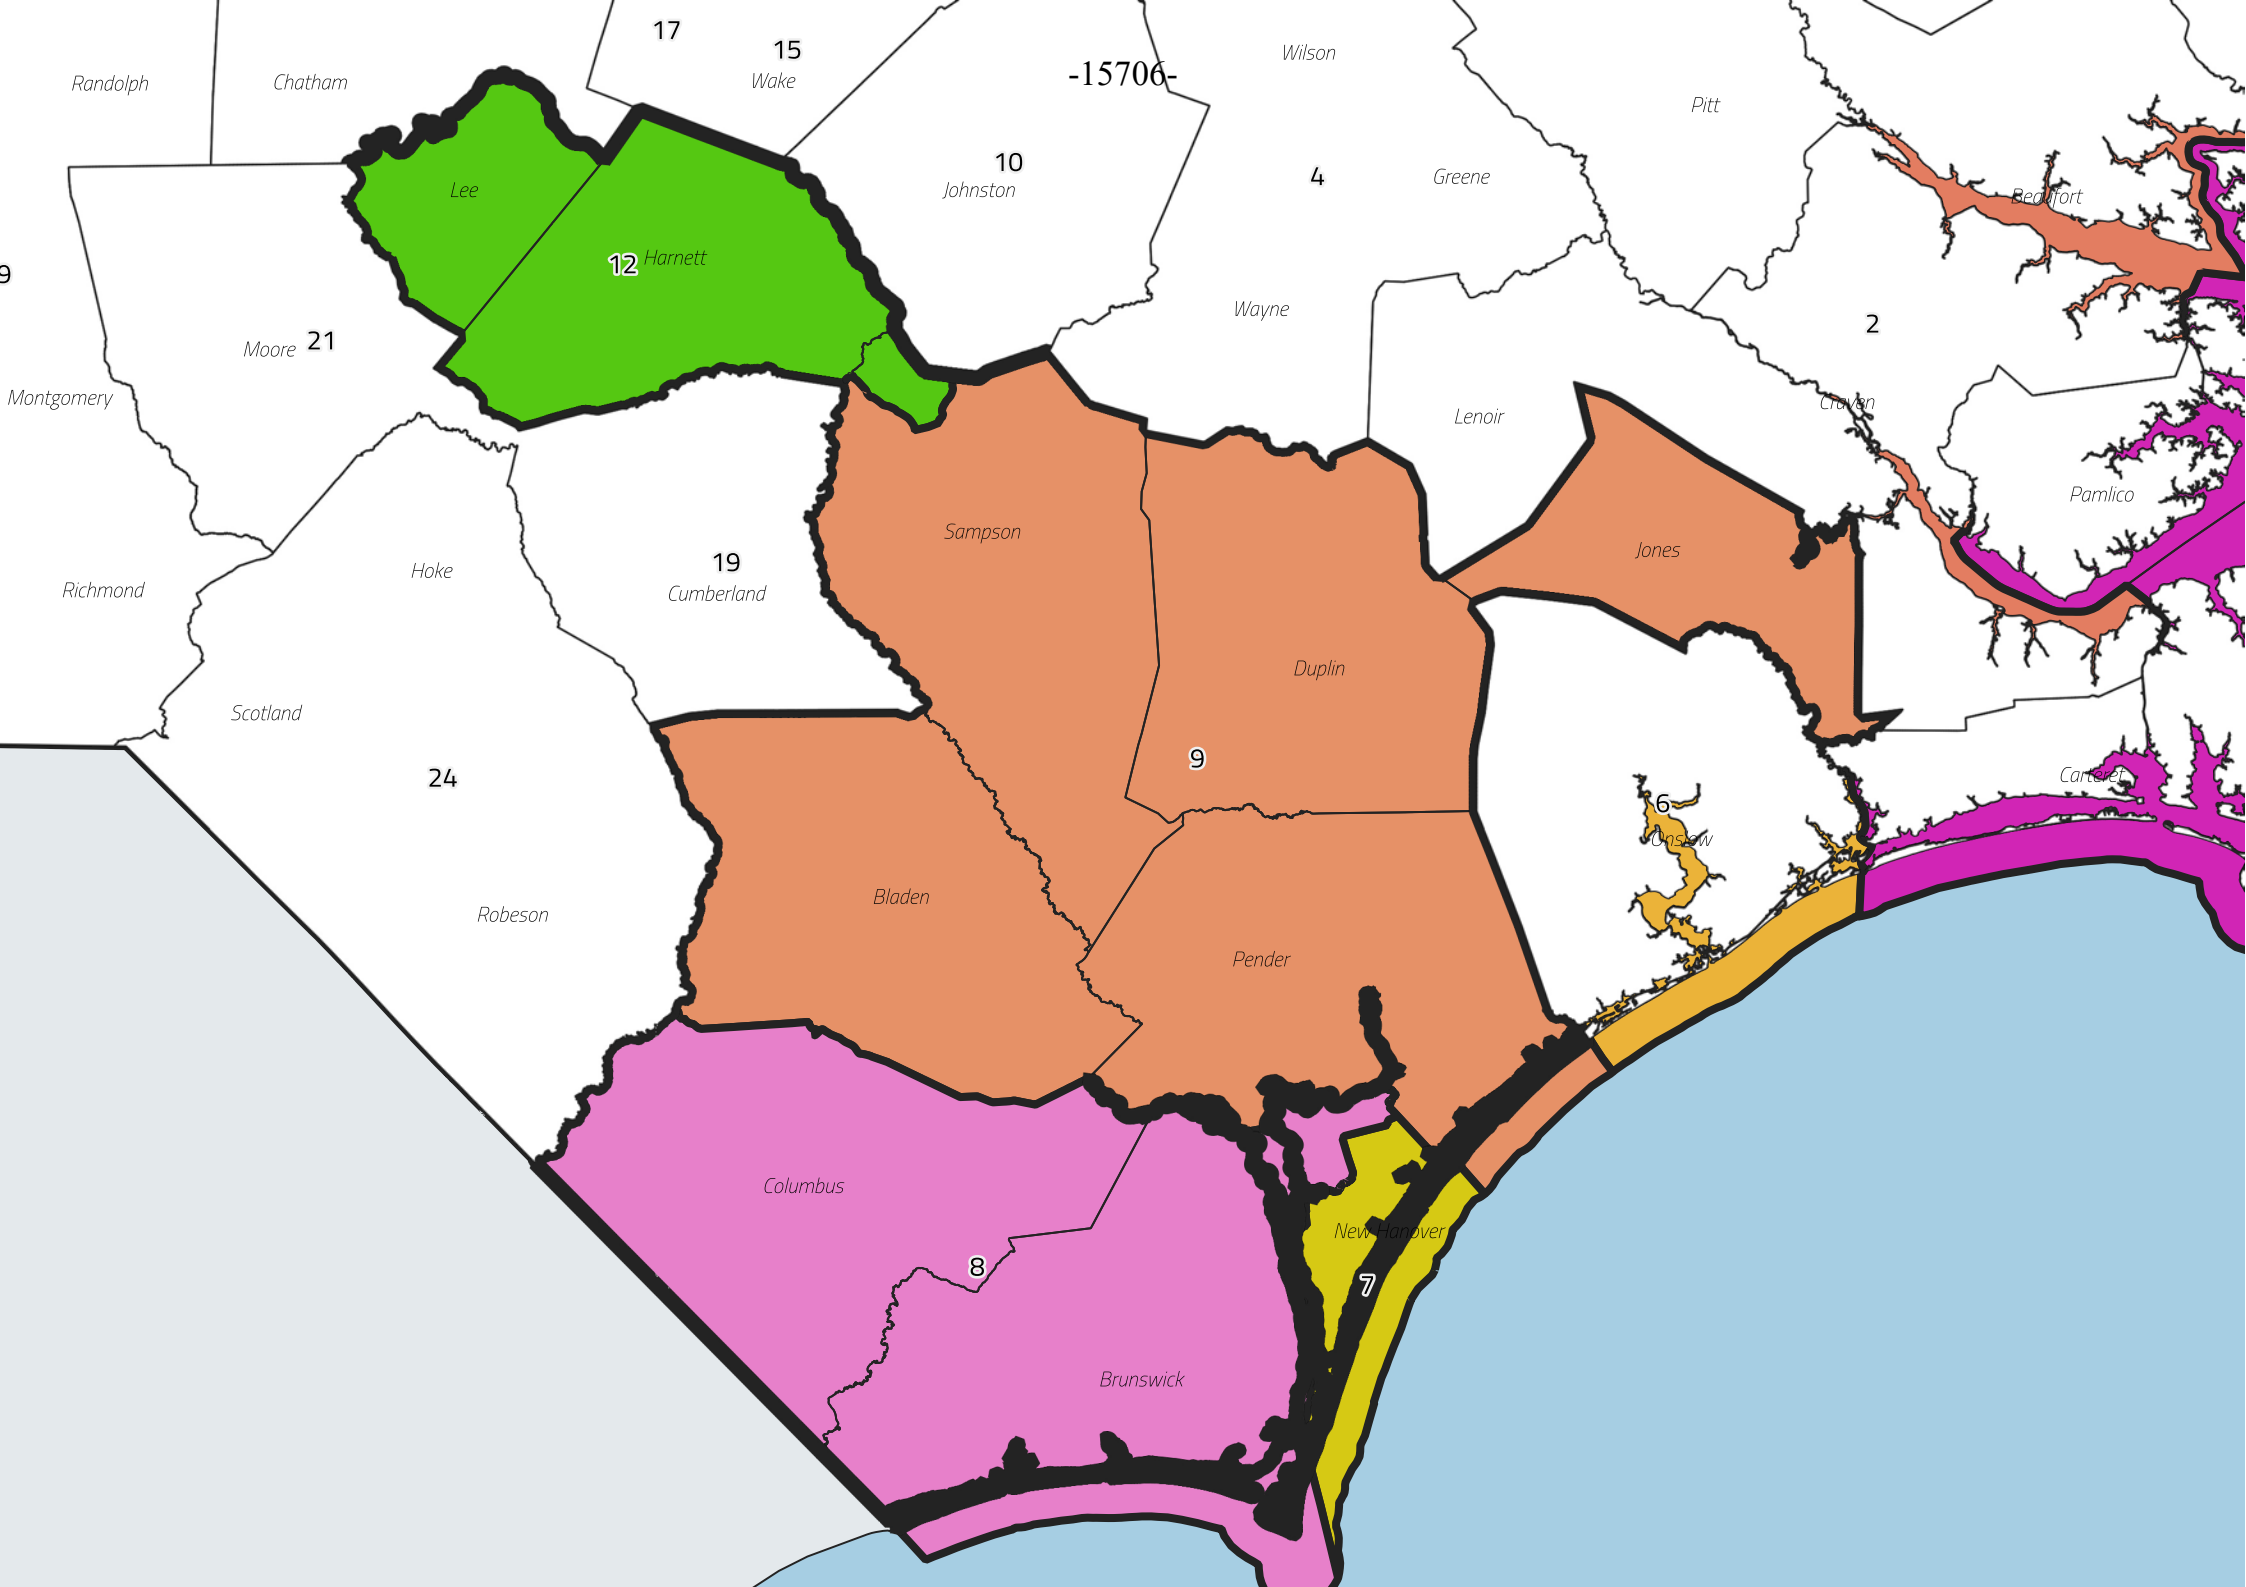 17
15
Wake
-15706-
Wilson
Randolph
Chatham
Pitt
10
Johnston
4
Greene
Lee
Beaufort
12 Harnett
9
Wayne
2
Moore 21
Montgomery
Lenoir
Craven
Pamlico
Sampson
Jones
19
Cumberland
Hoke
Richmond
Duplin
Scotland
9
24
Carteret
6
Onslow
Bladen
Robeson
Pender
Columbus
New Hanover
8
7
Brunswick